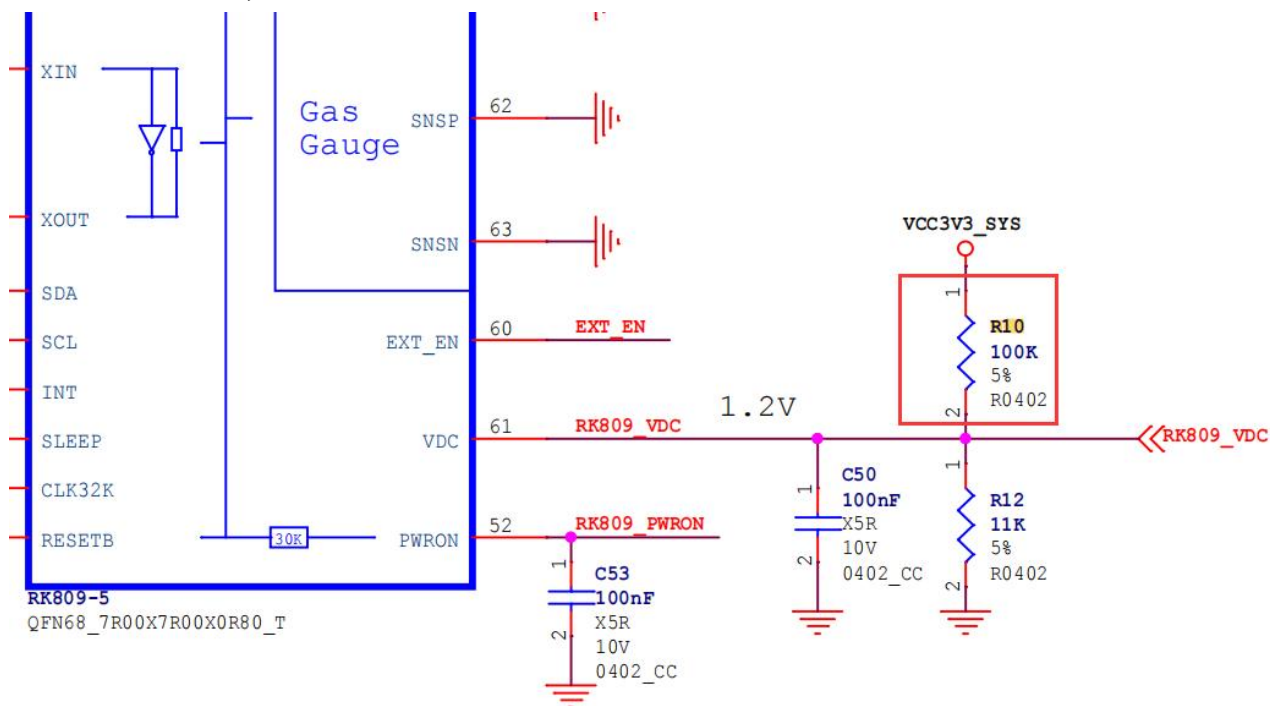 XIN
XOUT
SDA
SCL
INT
SLEEP
CLK32K
RESETB
Gas
Gauge
30K
SNSP
62
SNSN
63
EXT_EN
60
EXT_EN
VDC
61
RK809_VDC
1.2V
PWRON
52
RK809_PWRON
RK809-5
QFN68_7R00X7R00X0R80_T
1
2
C53
100nF
X5R
10V
0402_CC
1
2
C50
100nF
X5R
10V
0402_CC
VCC3V3_SYS
1
2
R10
100K
5%
R0402
RK809_VDC
1
2
R12
11K
5%
R0402